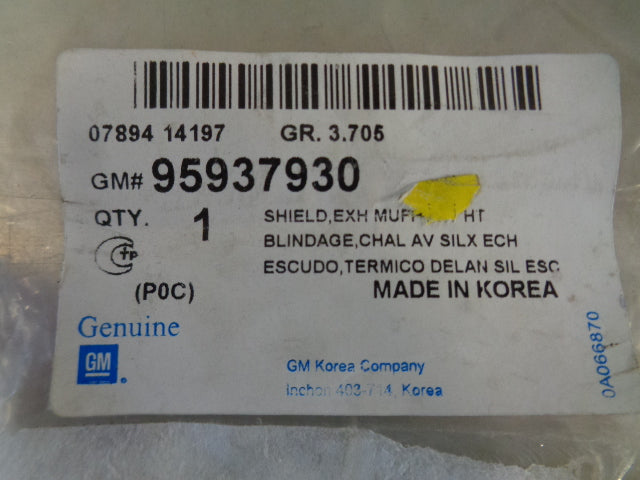 07894 14197 GR. 3.705
GM# 95937930
QTY. 1
SHIELD,EXH HT
BLINDAGE,CHAL AV SILX ECH
ESCUDO,TERMICO DELAN SIL ESC
(P0C) MADE IN KOREA
Genuine
GM
GM Korea Company
Inchon 403-714, Korea
0A066870